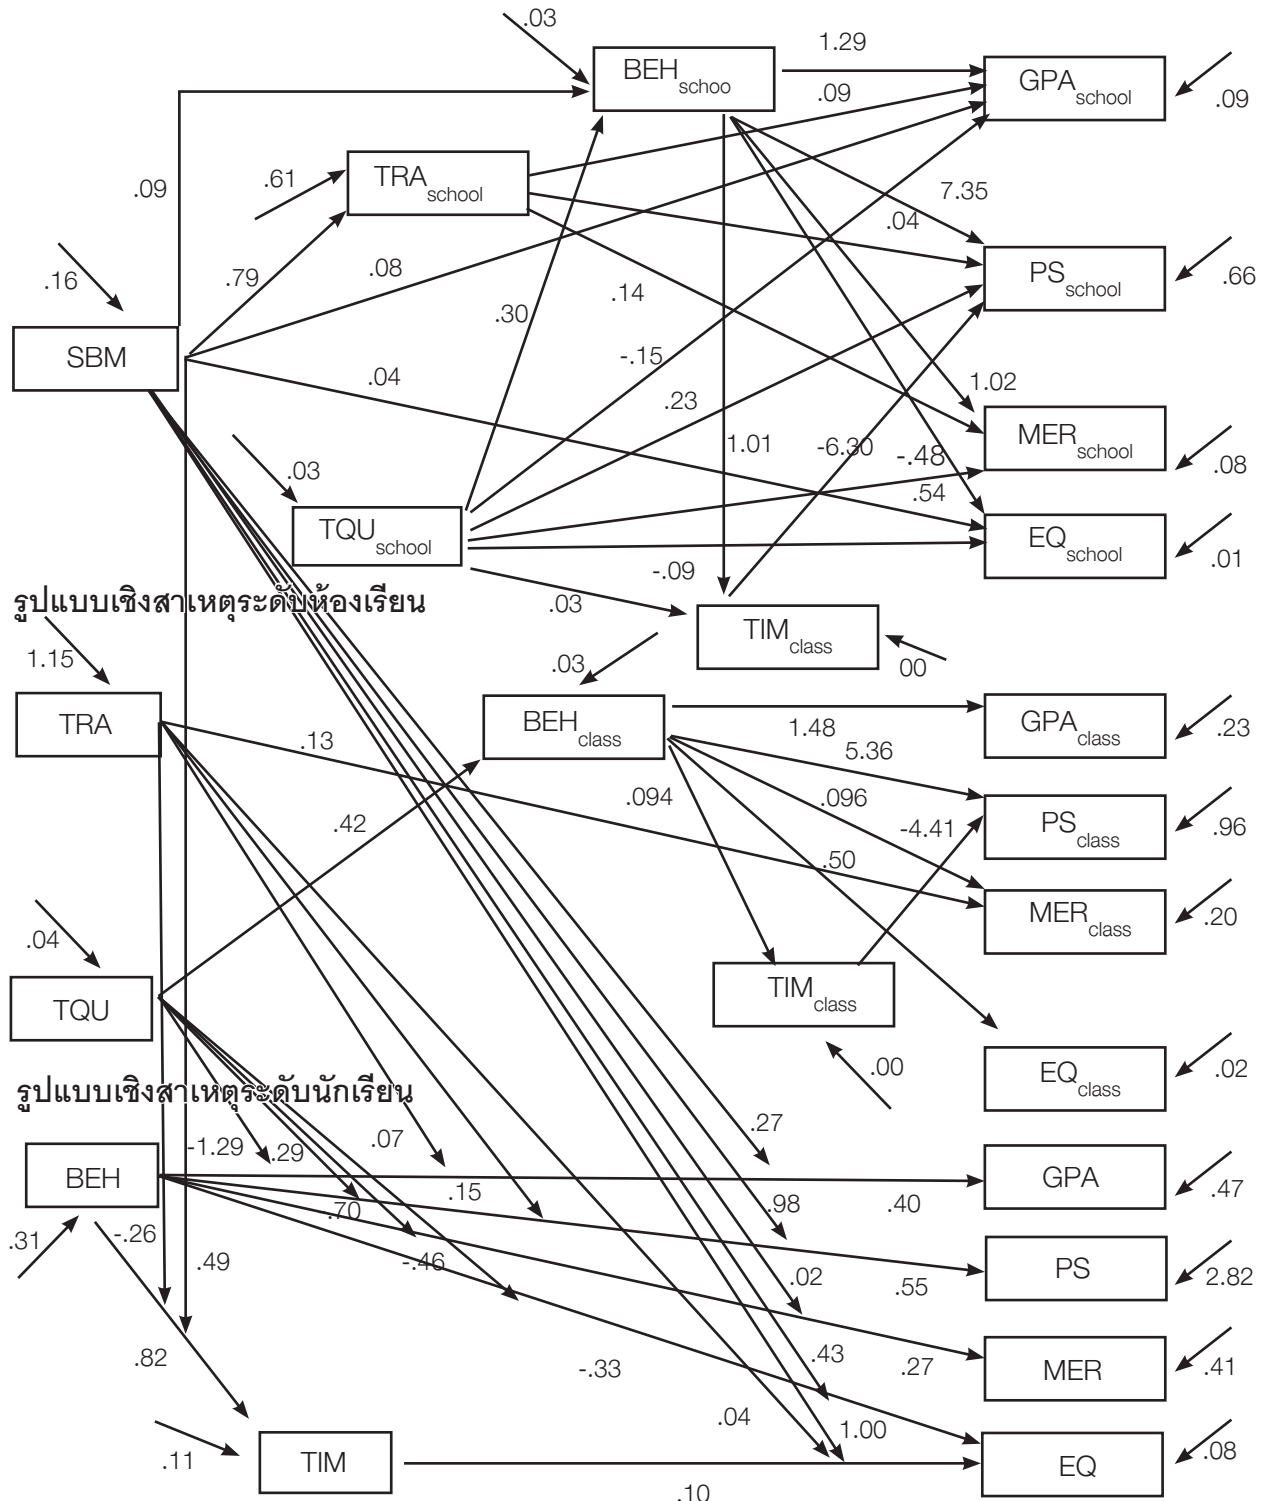 .03
1.29
BEH schoo
GPA school
.09
.09
.61
TRA school
.09
7.35
.04
.16
.79
.08
.14
PS school
.66
.30
SBM
-.15
.04
.23
1.02
MER school
1.01
-6.30
-.48
.08
.03
.54
TQU school
EQ school
.01
-.09
.03
รูปแบบเชิงสาเหตุระดับห้องเรียน
TIM class
1.15
.03
00
TRA
BEH class
GPA class
.13
1.48
.23
5.36
.094
.096
.42
-4.41
PS class
.96
.50
MER class
.20
.04
TIM class
TQU
.00
EQ class
.02
รูปแบบเชิงสาเหตุระดับนักเรียน
.27
-1.29
.29
.07
BEH
GPA
.15
.70
.98
.40
.47
.31
-.26
.49
-.46
.02
.55
PS
2.82
.82
-.33
.43
.27
MER
.41
.04
1.00
.11
TIM
EQ
.08
.10